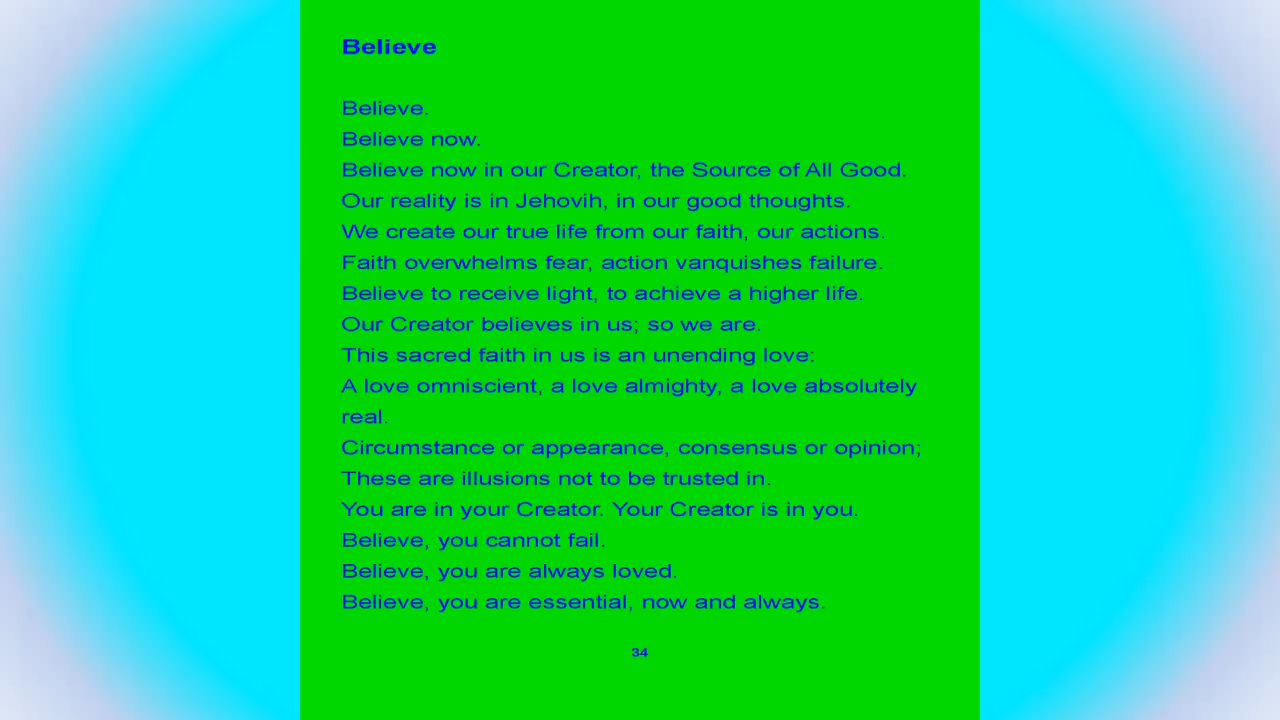 Believe
Believe.
Believe now.
Believe now in our Creator, the Source of All Good.
Our reality is in Jehovih, in our good thoughts.
We create our true life from our faith, our actions.
Faith overwhelms fear, action vanquishes failure.
Believe to receive light, to achieve a higher life.
Our Creator believes in us; so we are.
This sacred faith in us is an unending love:
A love omniscient, a love almighty, a love absolutely
real.
Circumstance or appearance, consensus or opinion;
These are illusions not to be trusted in.
You are in your Creator. Your Creator is in you.
Believe, you cannot fail.
Believe, you are always loved.
Believe, you are essential, now and always.
34